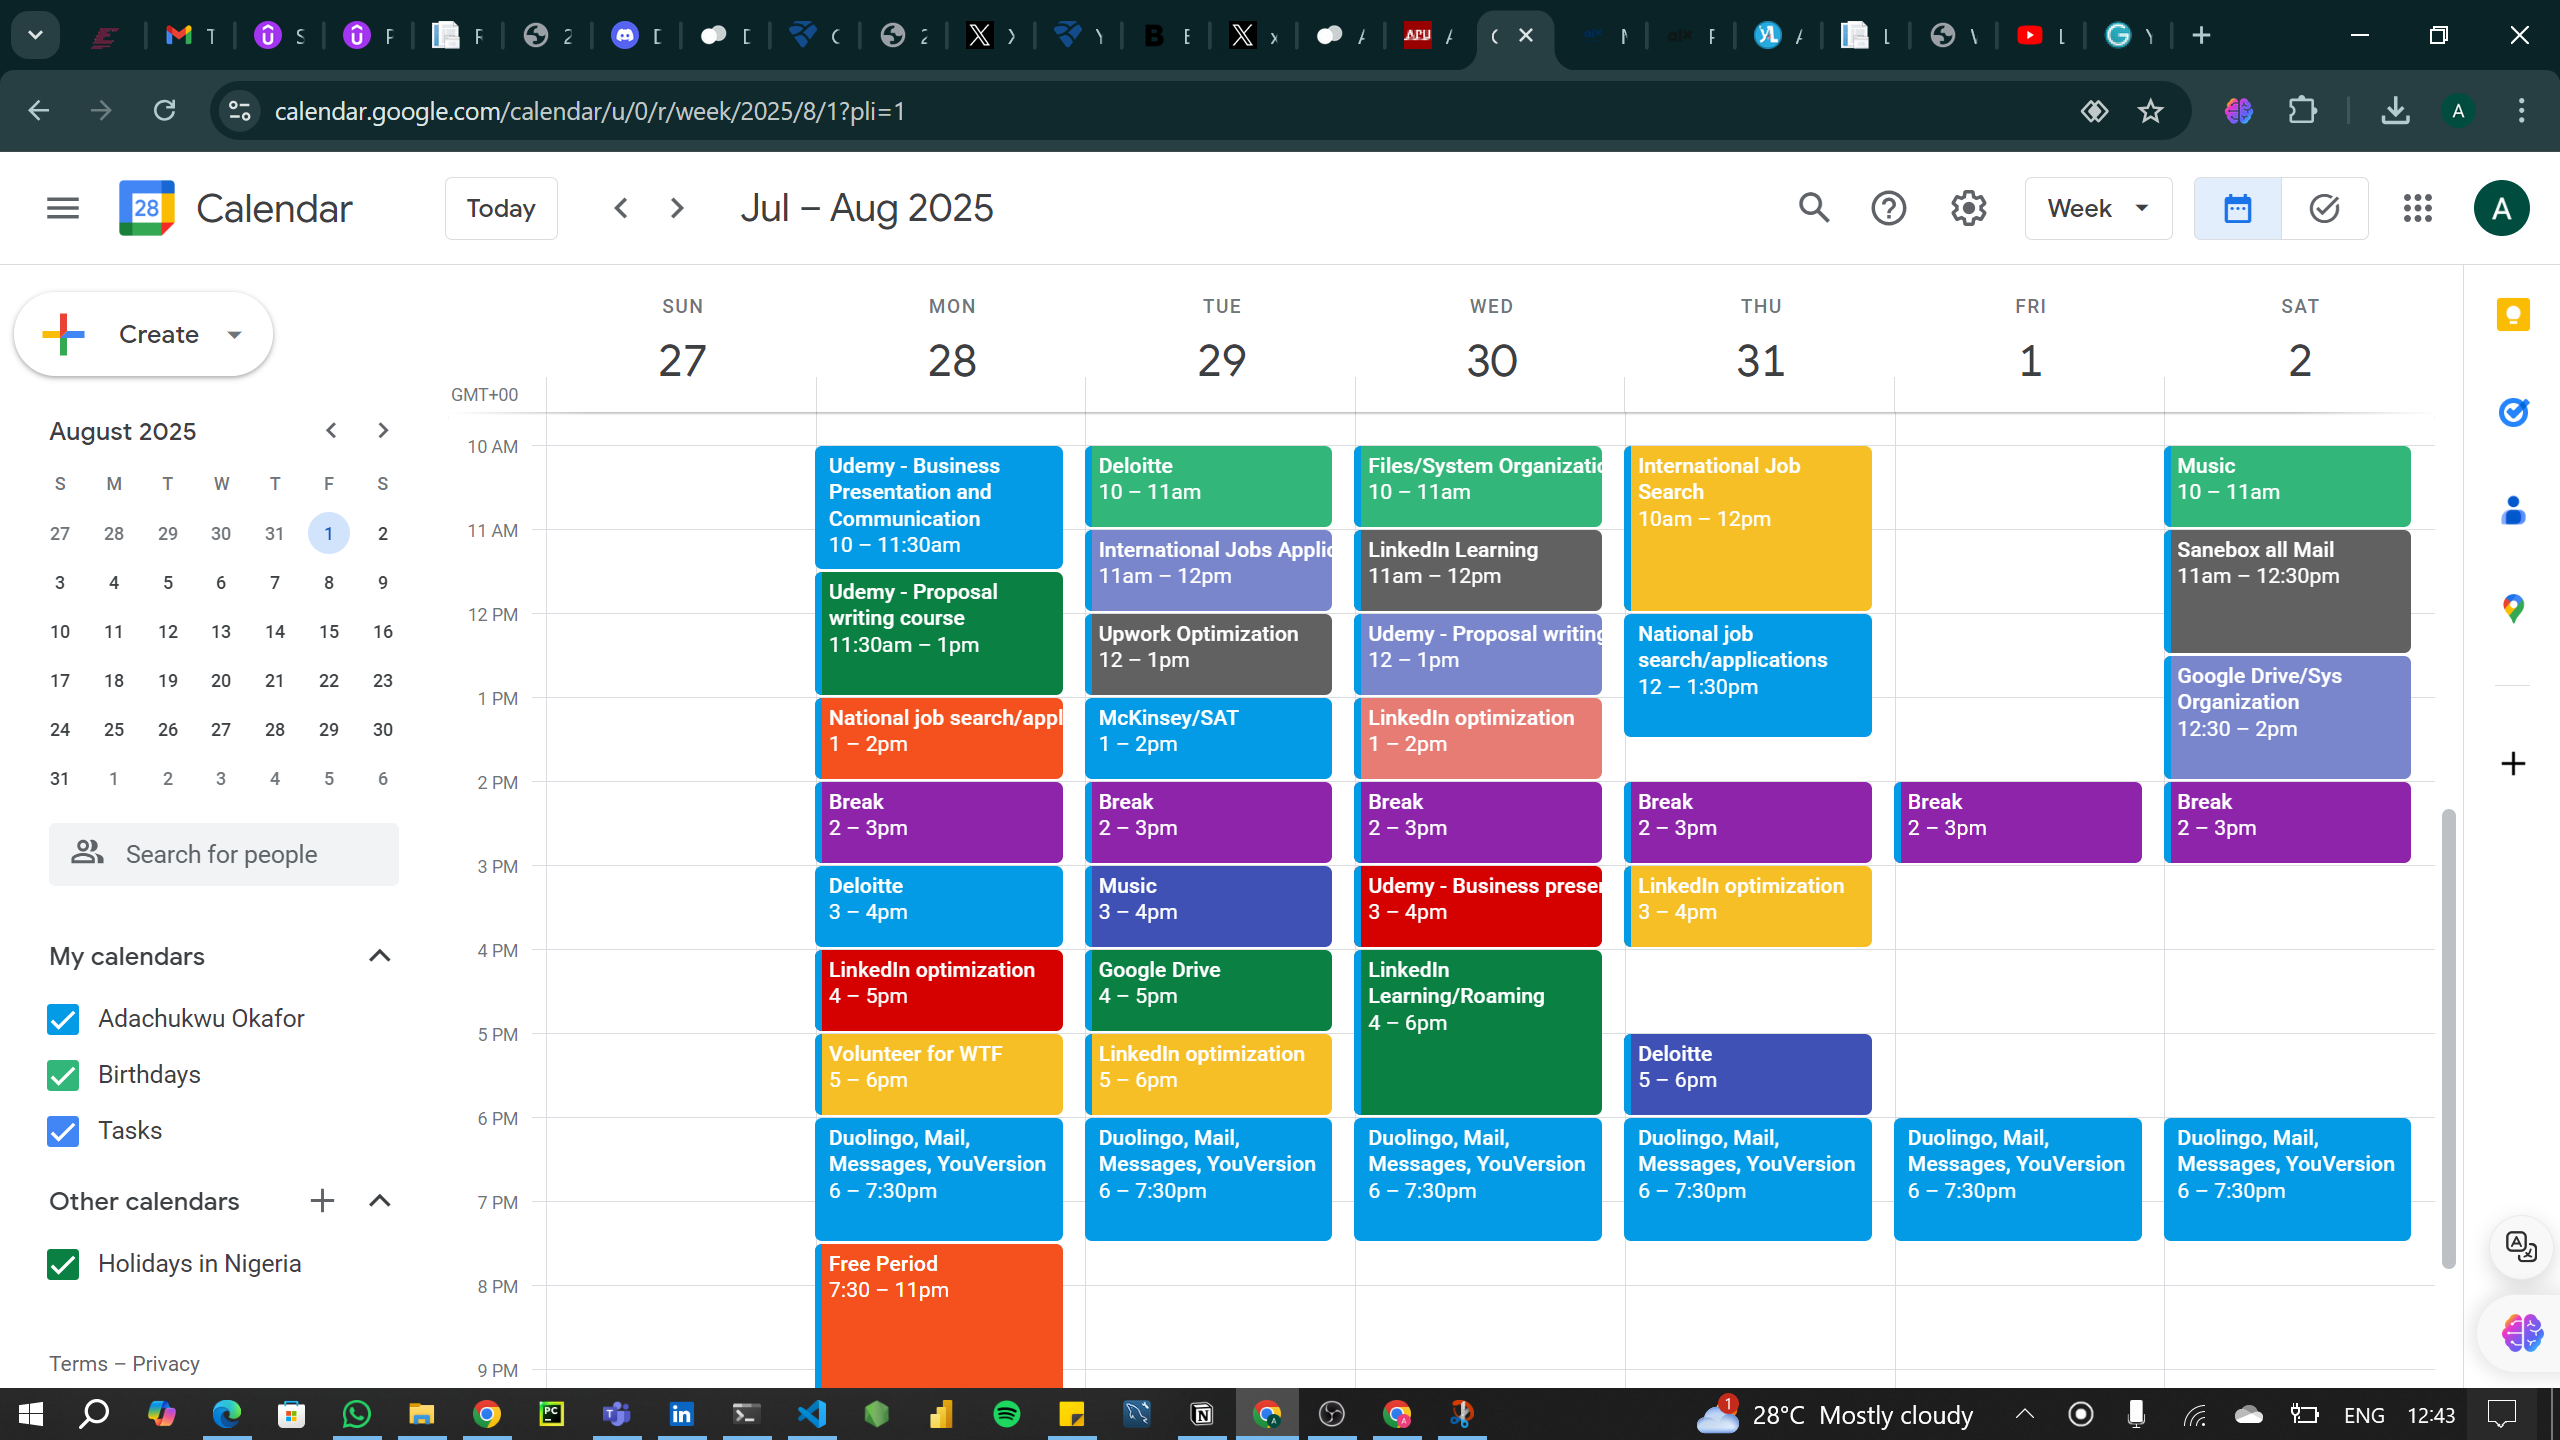 calendar.google.com/calendar/u/0/r/week/2025/8/1?pli=1
28
Calendar
Today
Jul – Aug 2025
Week
A
Create
SUN
27
MON
28
TUE
29
WED
30
THU
31
FRI
1
SAT
2
GMT+00
August 2025
S M T W T F S
27 28 29 30 31 1 2
3 4 5 6 7 8 9
10 11 12 13 14 15 16
17 18 19 20 21 22 23
24 25 26 27 28 29 30
31 1 2 3 4 5 6
Search for people
My calendars
Adachukwu Okafor
Birthdays
Tasks
Other calendars
Holidays in Nigeria
Terms – Privacy
10 AM
11 AM
12 PM
1 PM
2 PM
3 PM
4 PM
5 PM
6 PM
7 PM
8 PM
9 PM
Udemy - Business
Presentation and
Communication
10 – 11:30am
Udemy - Proposal
writing course
11:30am – 1pm
National job search/appl
1 – 2pm
Break
2 – 3pm
Deloitte
3 – 4pm
LinkedIn optimization
4 – 5pm
Volunteer for WTF
5 – 6pm
Duolingo, Mail,
Messages, YouVersion
6 – 7:30pm
Free Period
7:30 – 11pm
Deloitte
10 – 11am
International Jobs Applic
11am – 12pm
Upwork Optimization
12 – 1pm
McKinsey/SAT
1 – 2pm
Break
2 – 3pm
Music
3 – 4pm
Google Drive
4 – 5pm
LinkedIn optimization
5 – 6pm
Duolingo, Mail,
Messages, YouVersion
6 – 7:30pm
Files/System Organizatio
10 – 11am
LinkedIn Learning
11am – 12pm
Udemy - Proposal writing
12 – 1pm
LinkedIn optimization
1 – 2pm
Break
2 – 3pm
Udemy - Business preser
3 – 4pm
LinkedIn
Learning/Roaming
4 – 6pm
Duolingo, Mail,
Messages, YouVersion
6 – 7:30pm
International Job
Search
10am – 12pm
National job
search/applications
12 – 1:30pm
Break
2 – 3pm
LinkedIn optimization
3 – 4pm
Deloitte
5 – 6pm
Duolingo, Mail,
Messages, YouVersion
6 – 7:30pm
Break
2 – 3pm
Duolingo, Mail,
Messages, YouVersion
6 – 7:30pm
Music
10 – 11am
Sanebox all Mail
11am – 12:30pm
Google Drive/Sys
Organization
12:30 – 2pm
Break
2 – 3pm
Duolingo, Mail,
Messages, YouVersion
6 – 7:30pm
28°C Mostly cloudy
ENG
12:43